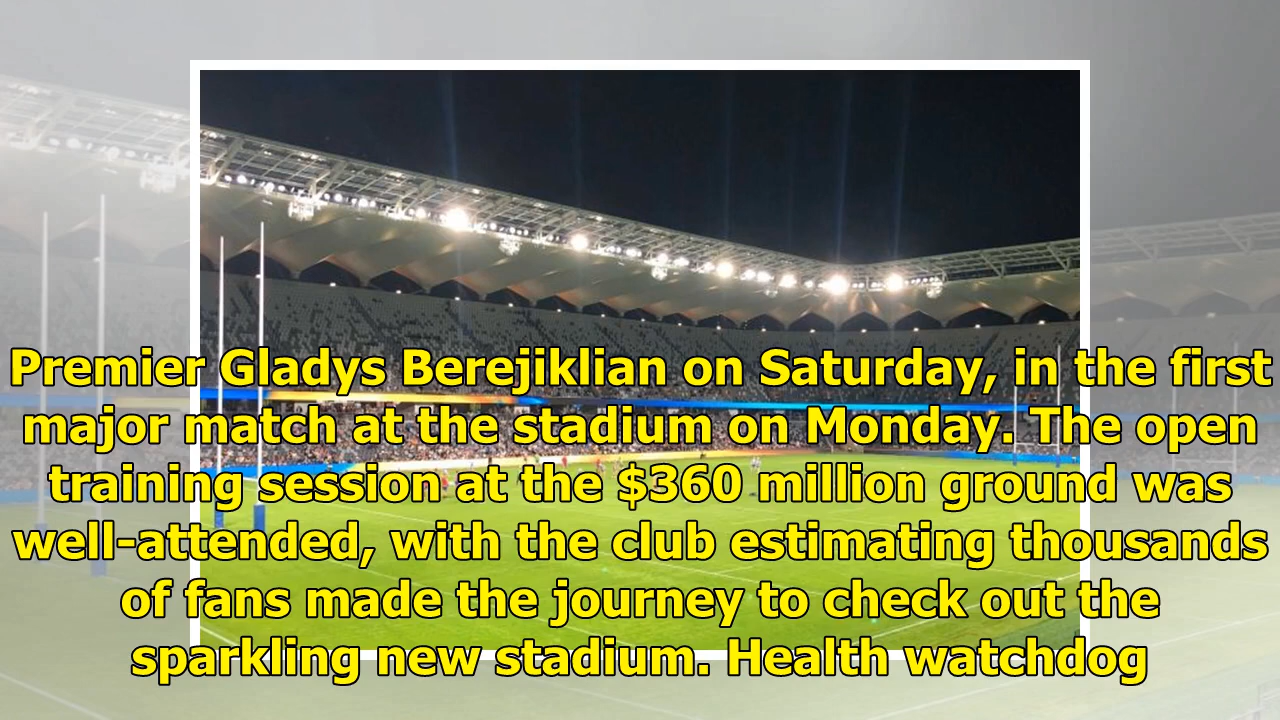 Premier Gladys Berejiklian on Saturday, in the first
major match at the stadium on Monday. The open
training session at the $360 million ground was
well-attended, with the club estimating thousands
of fans made the journey to check out the
sparkling new stadium. Health watchdog